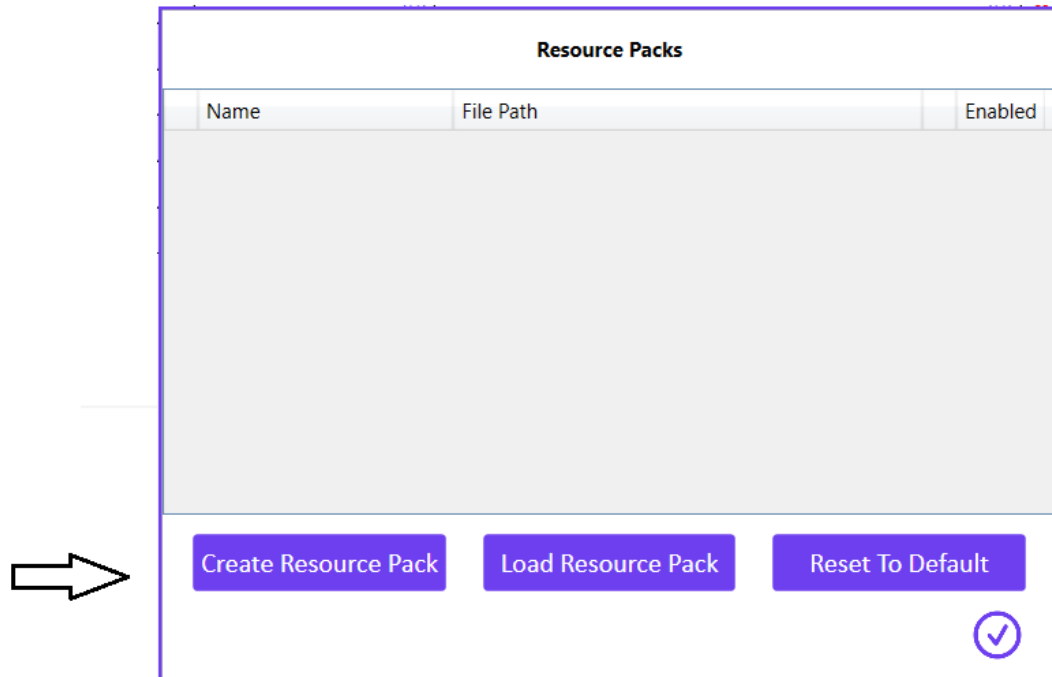 Resource Packs
Name File Path Enabled
Create Resource Pack Load Resource Pack Reset To Default